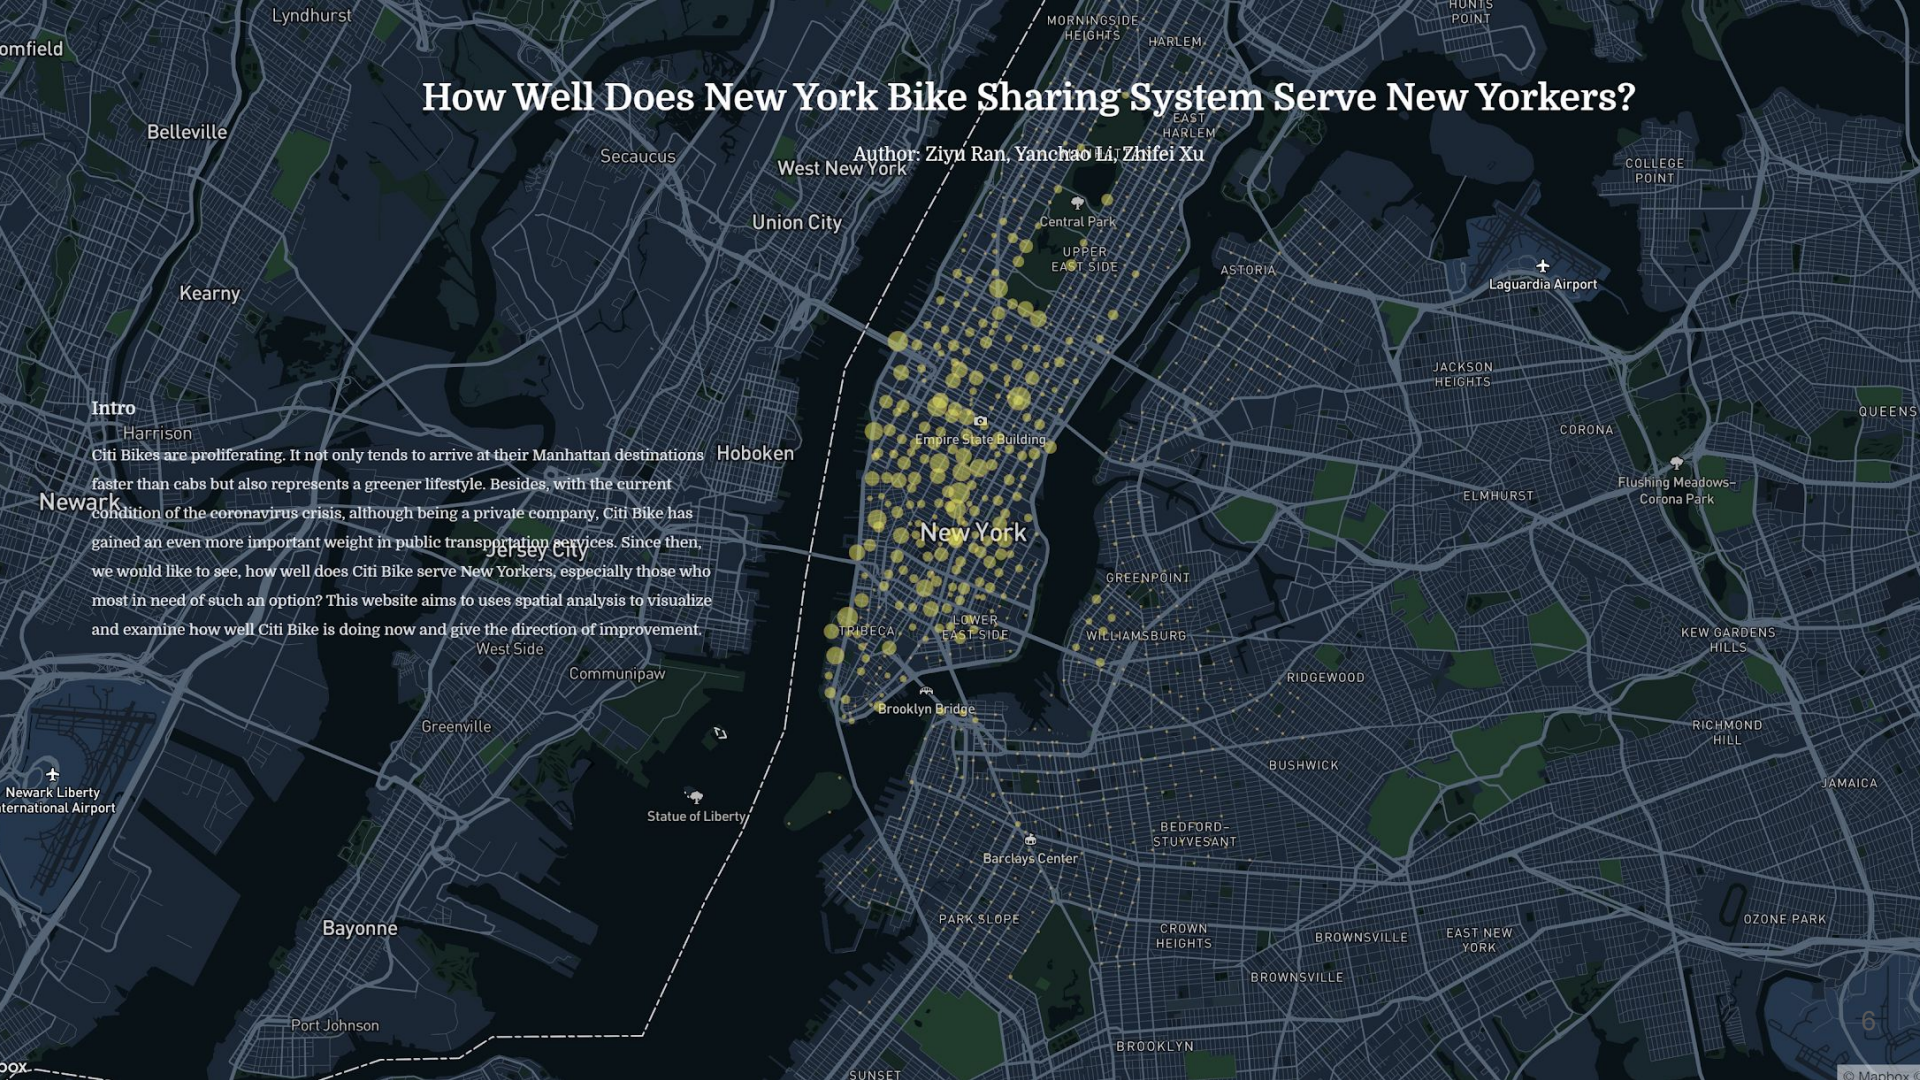 Lyndhurst
HUNTS
POINT
MORNINGSIDE
HEIGHTS
HARLEM
omfield
How Well Does New York Bike Sharing System Serve New Yorkers?
Belleville
EAST
HARLEM
Secaucus
Author: Ziyu Ran, Yanchao Li, Zhifei Xu
West New York
COLLEGE
POINT
Union City
Central Park
UPPER
EAST SIDE
ASTORIA
Laguardia Airport
Kearny
JACKSON
HEIGHTS
Intro
QUEENS
Harrison
CORONA
Empire State Building
Hoboken
Citi Bikes are proliferating. It not only tends to arrive at their Manhattan destinations
faster than cabs but also represents a greener lifestyle. Besides, with the current
condition of the coronavirus crisis, although being a private company, Citi Bike has
gained an even more important weight in public transportation services. Since then,
we would like to see, how well does Citi Bike serve New Yorkers, especially those who
most in need of such an option? This website aims to uses spatial analysis to visualize
and examine how well Citi Bike is doing now and give the direction of improvement.
Newark
Jersey City
Flushing Meadows–
Corona Park
ELMHURST
New York
GREENPOINT
TRIBECA
LOWER
EAST SIDE
WILLIAMSBURG
KEW GARDENS
HILLS
West Side
Communipaw
RIDGEWOOD
Brooklyn Bridge
Greenville
RICHMOND
HILL
BUSHWICK
JAMAICA
Newark Liberty
nternational Airport
Statue of Liberty
BEDFORD–
STUYVESANT
Barclays Center
PARK SLOPE
OZONE PARK
Bayonne
CROWN
HEIGHTS
BROWNSVILLE
EAST NEW
YORK
BROWNSVILLE
Port Johnson
6
BROOKLYN
box
SUNSET
© Mapbox